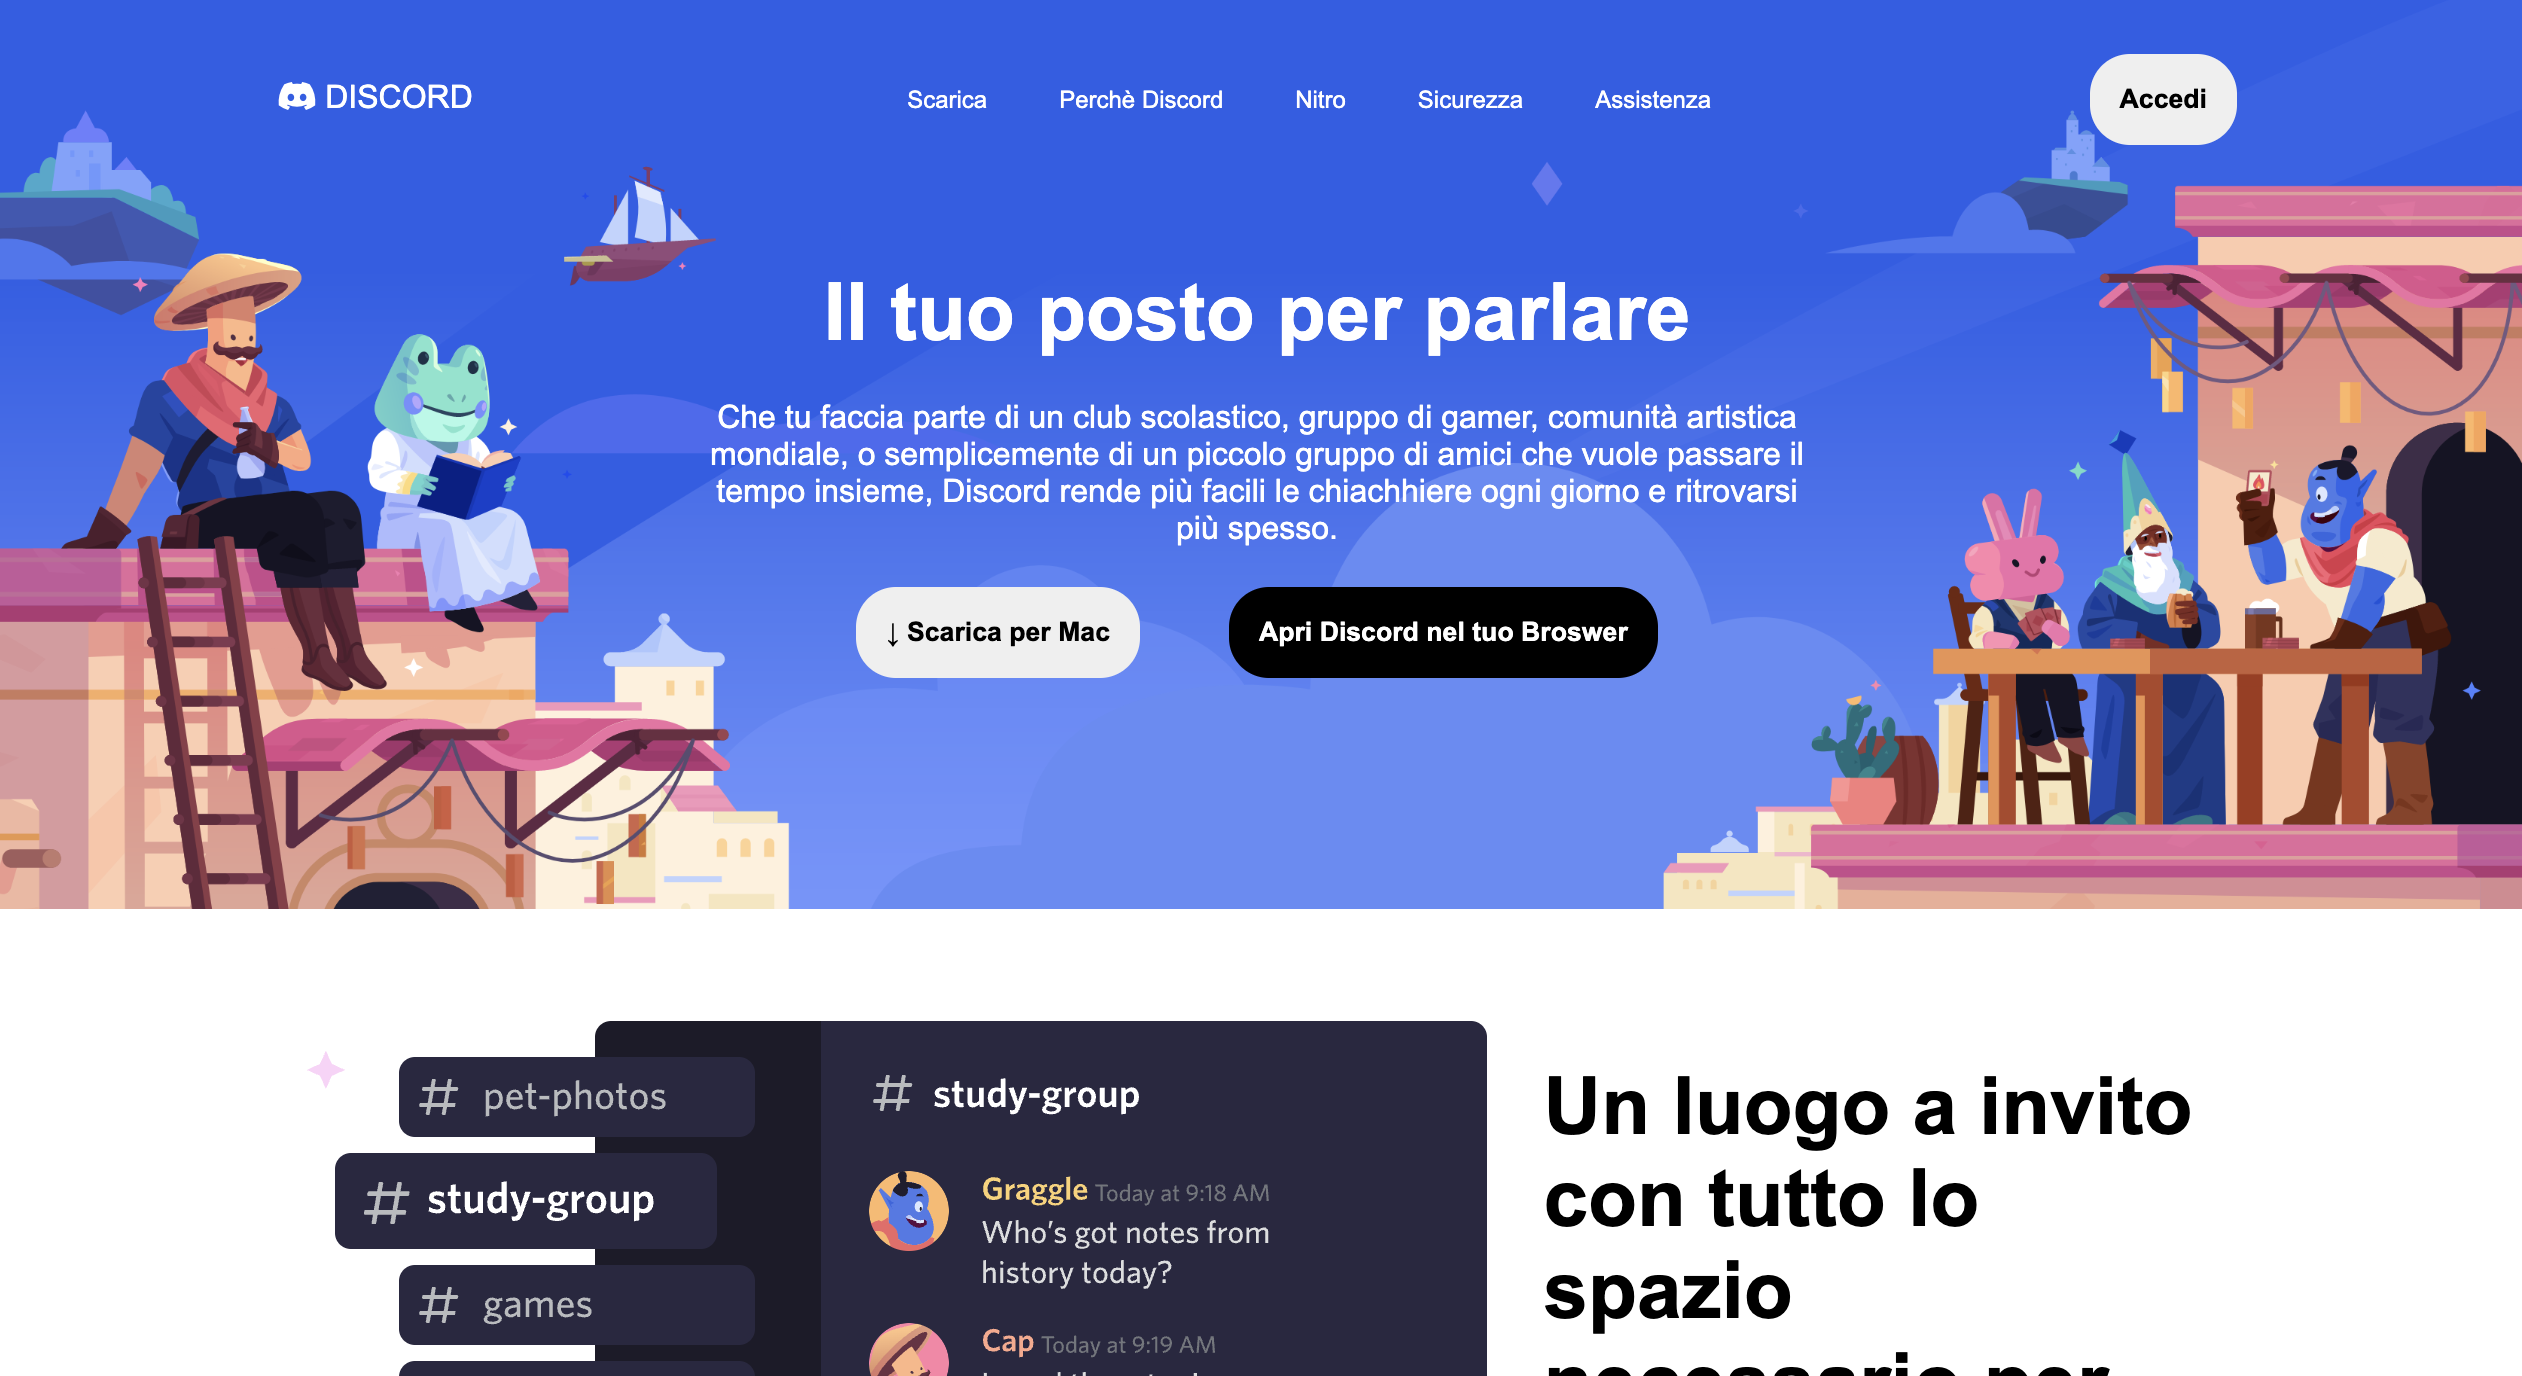 DISCORD
Scarica
Perchè Discord
Nitro
Sicurezza
Assistenza
Accedi
Il tuo posto per parlare
Che tu faccia parte di un club scolastico, gruppo di gamer, comunità artistica
mondiale, o semplicemente di un piccolo gruppo di amici che vuole passare il
tempo insieme, Discord rende più facili le chiachhiere ogni giorno e ritrovarsi
più spesso.
↓ Scarica per Mac
Apri Discord nel tuo Broswer
# pet-photos
# study-group
# games
# study-group
Graggle Today at 9:18 AM
Who's got notes from
history today?
Cap Today at 9:19 AM
Un luogo a invito
con tutto lo
spazio
necessario per